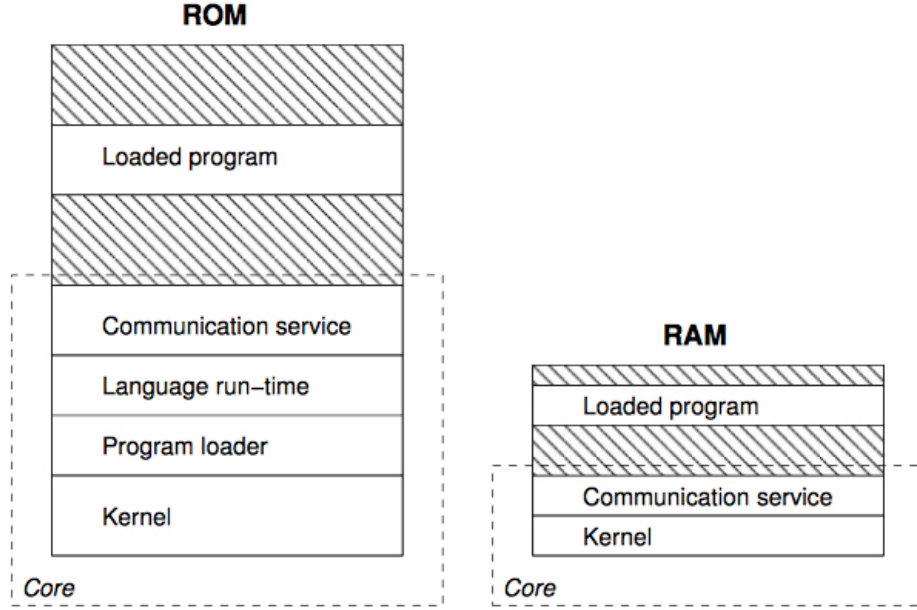 ROM
Loaded program
Communication service
Language run-time
Program loader
Kernel
Core
RAM
Loaded program
Communication service
Kernel
Core